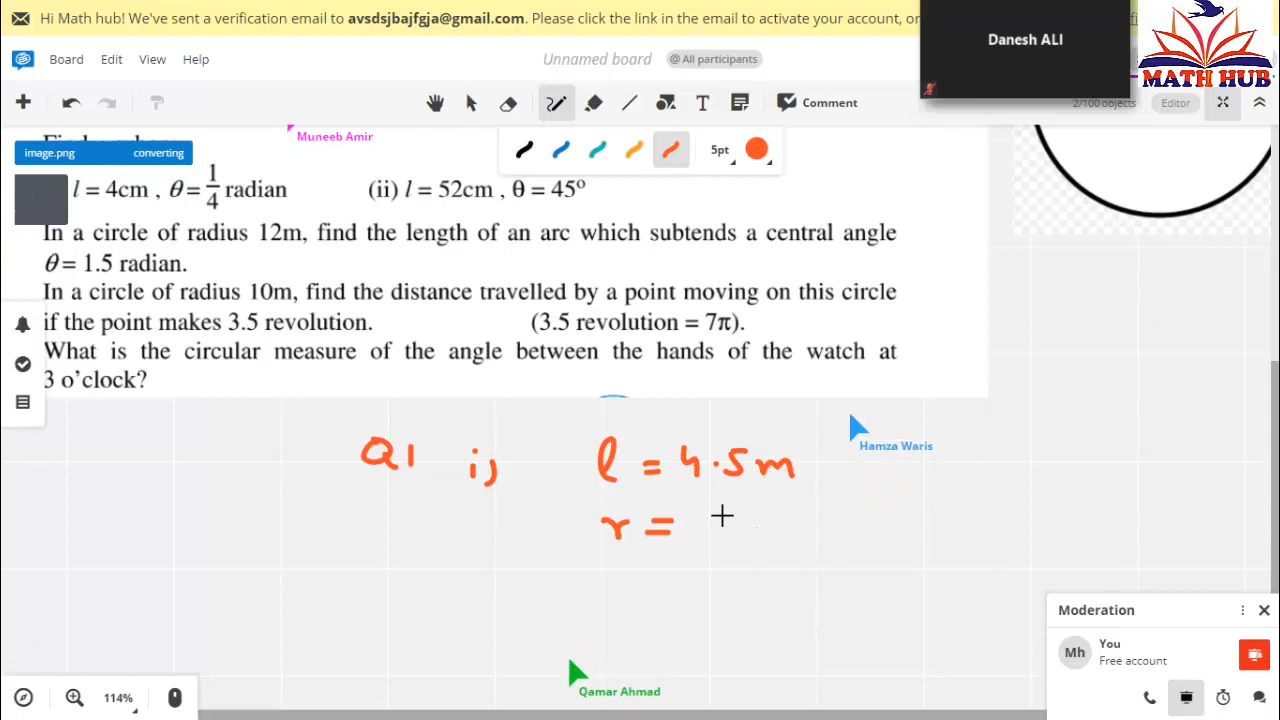 Hi Math hub! We've sent a verification email to avsdsjbajfgja@gmail.com. Please click the link in the email to activate your account, or
Danesh ALI
MATH HUB
Board Edit View Help
Unnamed board
@ All participants
Comment
2/100 objects
Editor
Muneeb Amir
image.png converting
5pt
l = 4cm , θ = 1/4 radian (ii) l = 52cm , θ = 45º
In a circle of radius 12m, find the length of an arc which subtends a central angle
θ = 1.5 radian.
In a circle of radius 10m, find the distance travelled by a point moving on this circle
if the point makes 3.5 revolution. (3.5 revolution = 7π).
What is the circular measure of the angle between the hands of the watch at
3 o'clock?
Hamza Waris
Q1 i) l = 4.5m
r =
Qamar Ahmad
Moderation
Mh You
Free account
114%